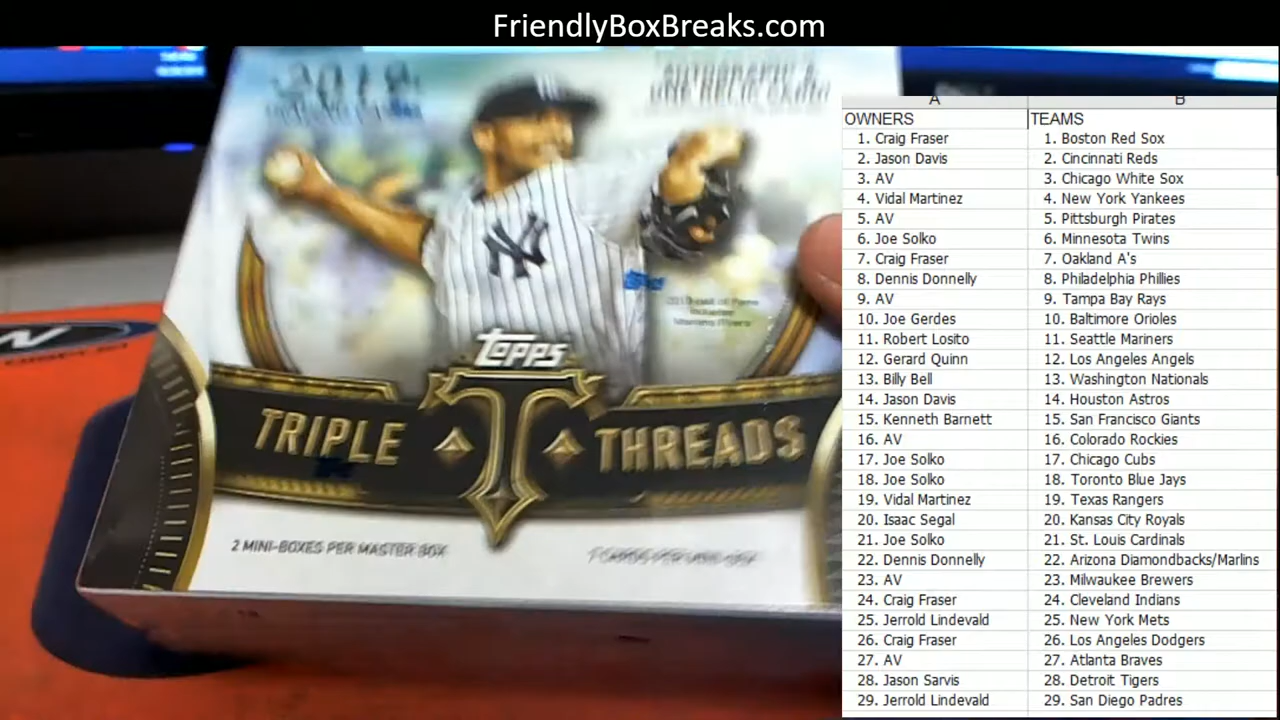 FriendlyBoxBreaks.com
2019
AUTOGRAPH &
topps
TRIPLE THREADS
2 MINI-BOXES PER MASTER BOX
7 CARDS PER MINI-BOX
A B
OWNERS TEAMS
1. Craig Fraser 1. Boston Red Sox
2. Jason Davis 2. Cincinnati Reds
3. AV 3. Chicago White Sox
4. Vidal Martinez 4. New York Yankees
5. AV 5. Pittsburgh Pirates
6. Joe Solko 6. Minnesota Twins
7. Craig Fraser 7. Oakland A's
8. Dennis Donnelly 8. Philadelphia Phillies
9. AV 9. Tampa Bay Rays
10. Joe Gerdes 10. Baltimore Orioles
11. Robert Losito 11. Seattle Mariners
12. Gerard Quinn 12. Los Angeles Angels
13. Billy Bell 13. Washington Nationals
14. Jason Davis 14. Houston Astros
15. Kenneth Barnett 15. San Francisco Giants
16. AV 16. Colorado Rockies
17. Joe Solko 17. Chicago Cubs
18. Joe Solko 18. Toronto Blue Jays
19. Vidal Martinez 19. Texas Rangers
20. Isaac Segal 20. Kansas City Royals
21. Joe Solko 21. St. Louis Cardinals
22. Dennis Donnelly 22. Arizona Diamondbacks/Marlins
23. AV 23. Milwaukee Brewers
24. Craig Fraser 24. Cleveland Indians
25. Jerrold Lindevald 25. New York Mets
26. Craig Fraser 26. Los Angeles Dodgers
27. AV 27. Atlanta Braves
28. Jason Sarvis 28. Detroit Tigers
29. Jerrold Lindevald 29. San Diego Padres